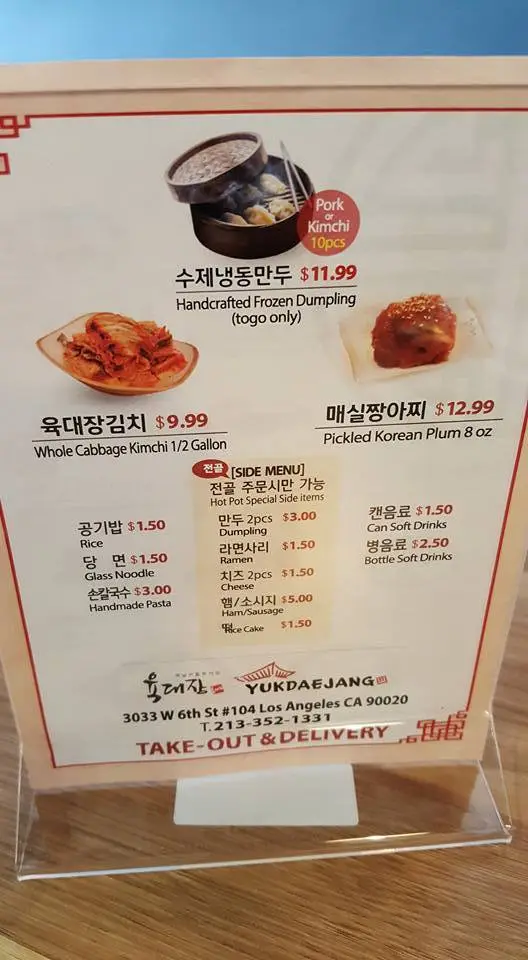 Pork
or
Kimchi
10pcs
수제냉동만두 $11.99
Handcrafted Frozen Dumpling
(togo only)
육대장김치 $9.99
Whole Cabbage Kimchi 1/2 Gallon
매실짱아찌 $12.99
Pickled Korean Plum 8 oz
전골 [SIDE MENU]
전골 주문시만 가능
Hot Pot Special Side items
공기밥 $1.50
Rice
당 면 $1.50
Glass Noodle
손칼국수 $3.00
Handmade Pasta
만두 2pcs $3.00
Dumpling
라면사리 $1.50
Ramen
치즈 2pcs $1.50
Cheese
햄/소시지 $5.00
Ham/Sausage
떡 $1.50
Rice Cake
캔음료 $1.50
Can Soft Drinks
병음료 $2.50
Bottle Soft Drinks
육대장 YUKDAEJANG
3033 W 6th St #104 Los Angeles CA 90020
T.213-352-1331
TAKE-OUT & DELIVERY